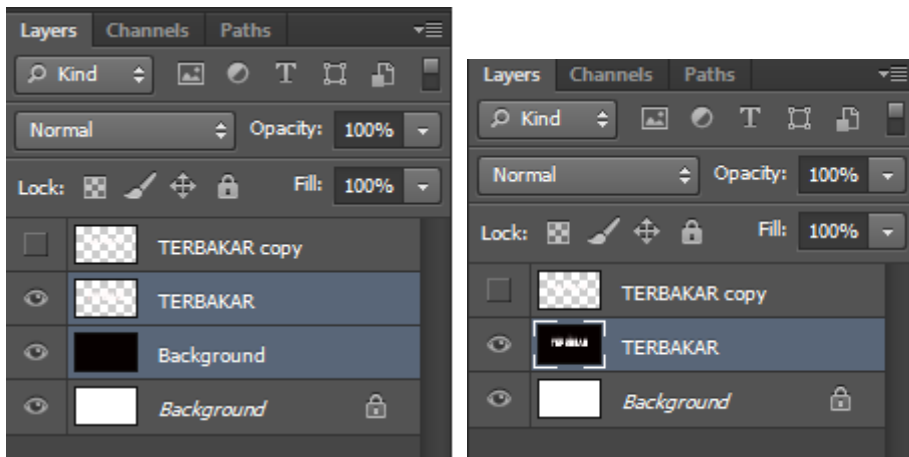 Layers Channels Paths
Kind
Normal Opacity: 100%
Lock: Fill: 100%
TERBAKAR copy
TERBAKAR
Background
Background
Layers Channels Paths
Kind
Normal Opacity: 100%
Lock: Fill: 100%
TERBAKAR copy
TERBAKAR
TERBAKAR
Background